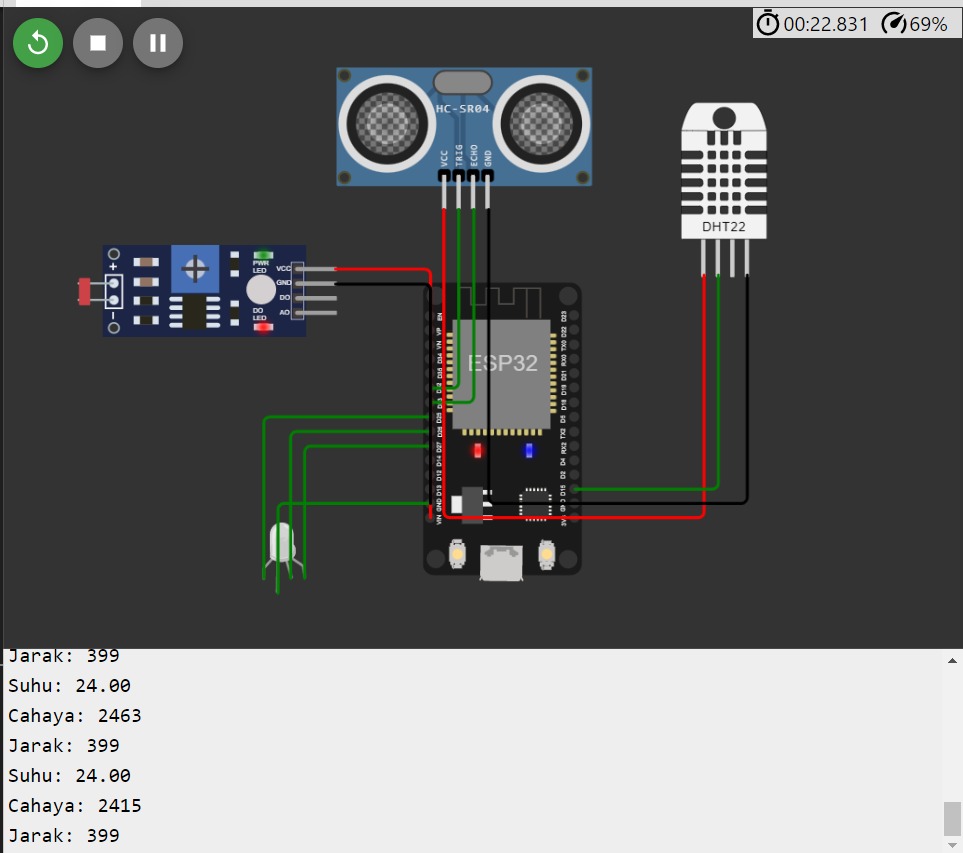 00:22.831 69%
HC-SR04
VCC
TRIG
ECHO
GND
DHT22
PWR
LED
VCC
GND
DO
AO
DO
LED
+
-
ESP32
EN
VP
VN
D34
D35
D32
D33
D25
D26
D27
D14
D12
D13
GND
VIN
D23
D22
TX0
RX0
D21
D19
D18
D5
TX2
RX2
D4
D2
D15
GND
3V3
Jarak: 399
Suhu: 24.00
Cahaya: 2463
Jarak: 399
Suhu: 24.00
Cahaya: 2415
Jarak: 399